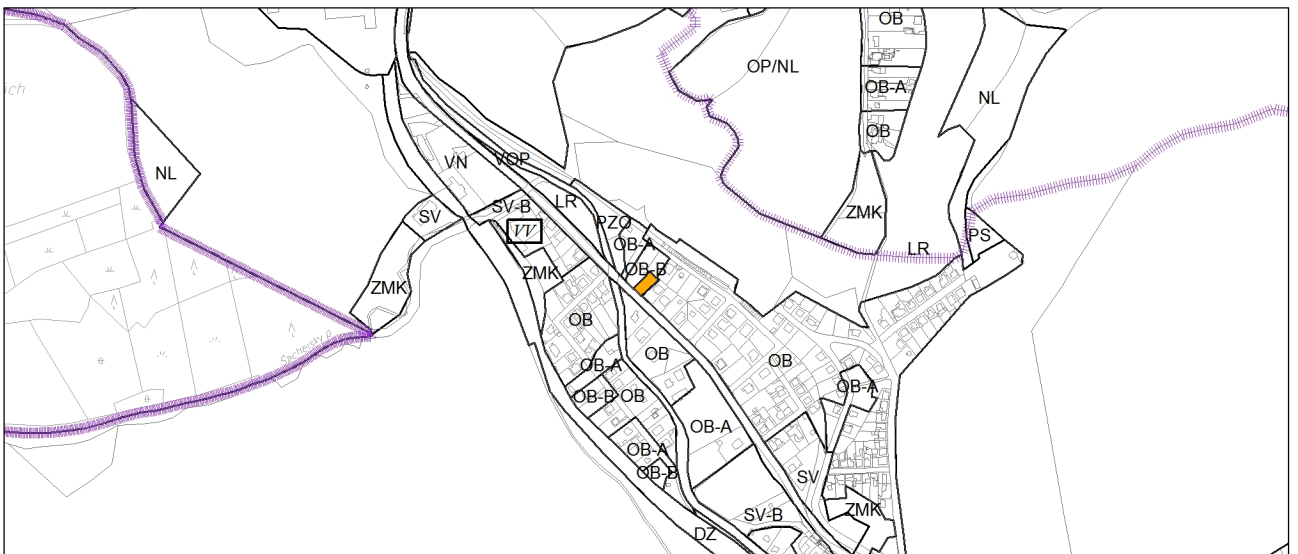 OB
OP/NL
OB-A
NL
ich
OB
VN
VOP
NL
LR
SV-B
SV
ZMK
PZO
VV
OB-A
LR
PS
OB-B
ZMK
ZMK
OB
OB
OB
OB-A
OB-A
OB-B
OB
OB-A
OB-A
OB-B
SV
SV-B
ZMK
DZ